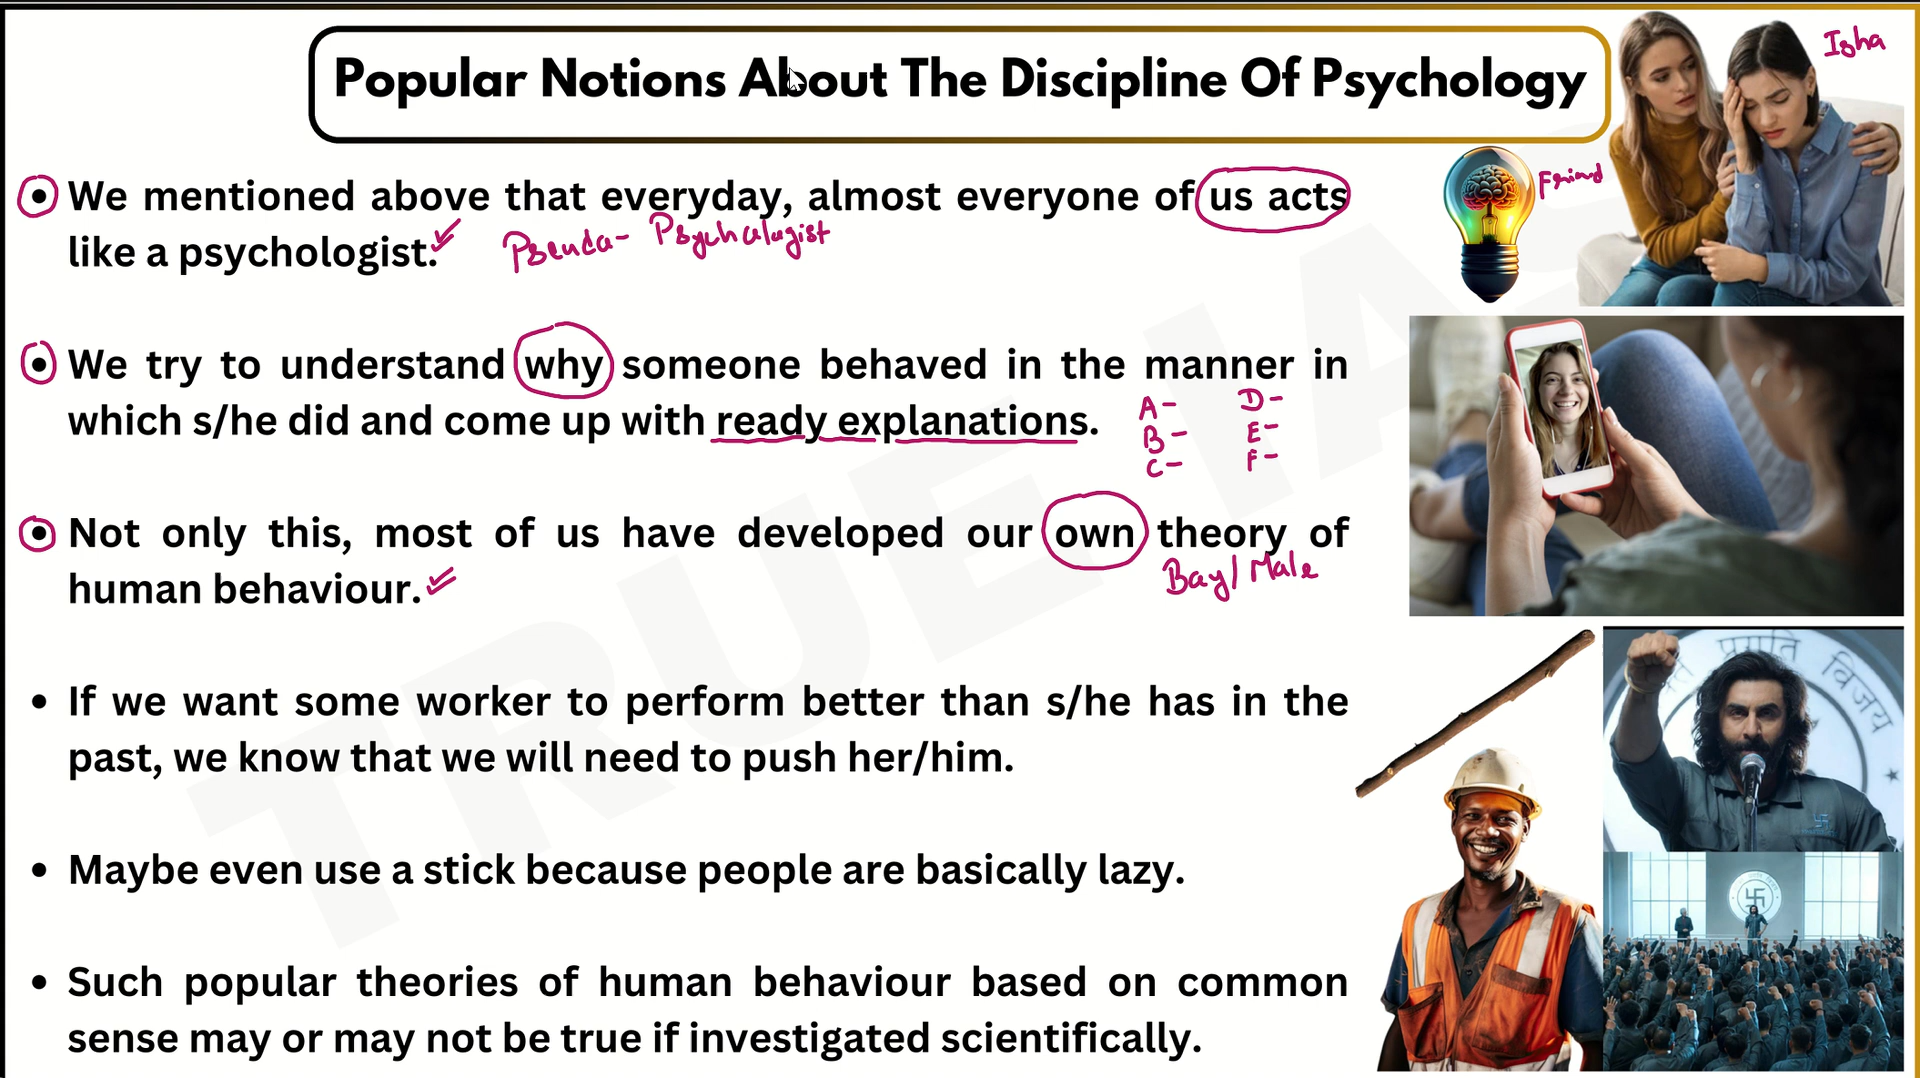 Popular Notions About The Discipline Of Psychology
Isha
Friend
• We mentioned above that everyday, almost everyone of us acts
like a psychologist.
Pseudo- Psychologist
• We try to understand why someone behaved in the manner in
which s/he did and come up with ready explanations.
A- D-
B- E-
C- F-
• Not only this, most of us have developed our own theory of
human behaviour.
Boy/Male
• If we want some worker to perform better than s/he has in the
past, we know that we will need to push her/him.
• Maybe even use a stick because people are basically lazy.
• Such popular theories of human behaviour based on common
sense may or may not be true if investigated scientifically.
प्रगति विजय
TRUE IAS